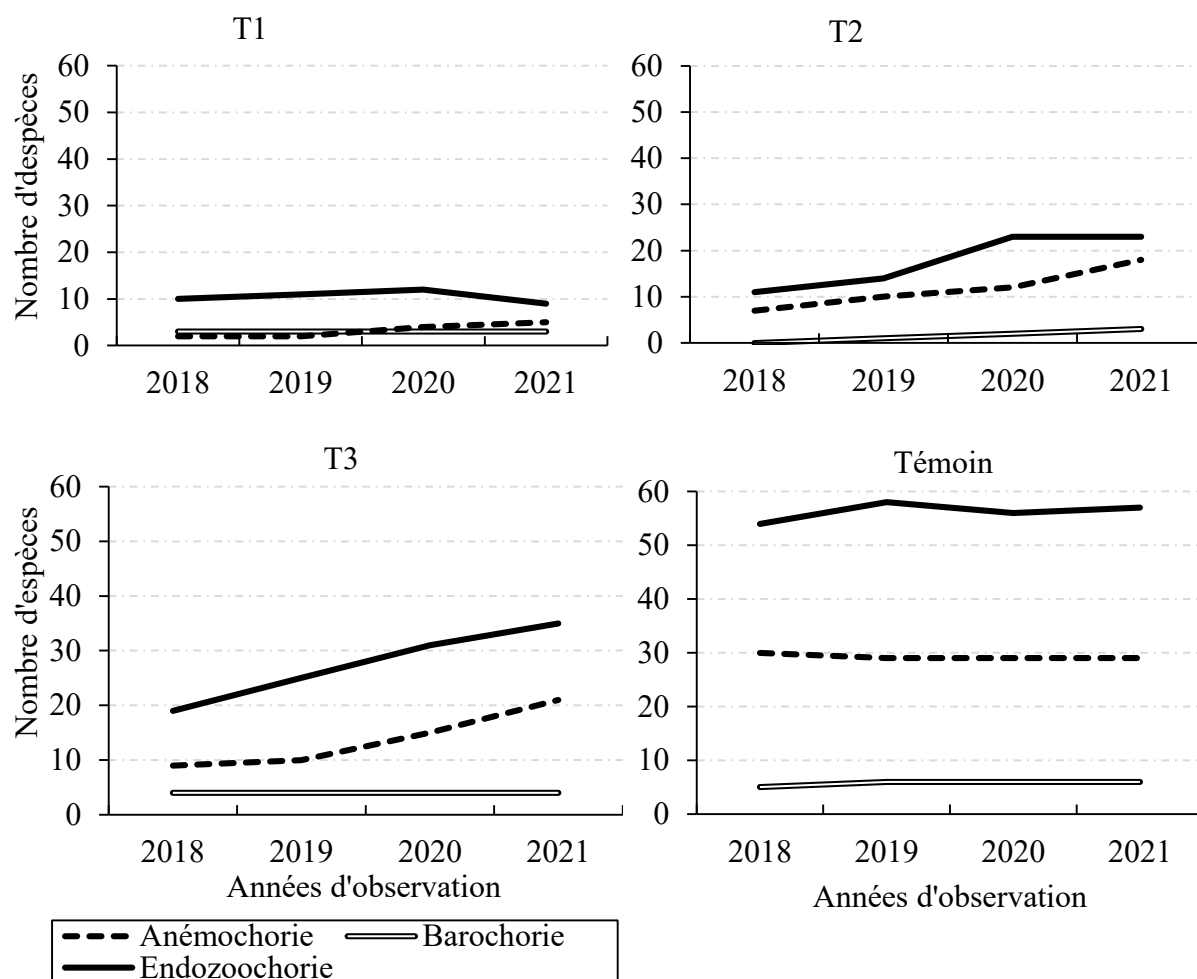 T1
Nombre d'despèces
60
50
40
30
20
10
0
2018 2019 2020 2021
T2
60
50
40
30
20
10
0
2018 2019 2020 2021
T3
Nombre d'espèces
60
50
40
30
20
10
0
2018 2019 2020 2021
Années d'observation
Témoin
60
50
40
30
20
10
0
2018 2019 2020 2021
Années d'observation
Anémochorie Barochorie
Endozoochorie